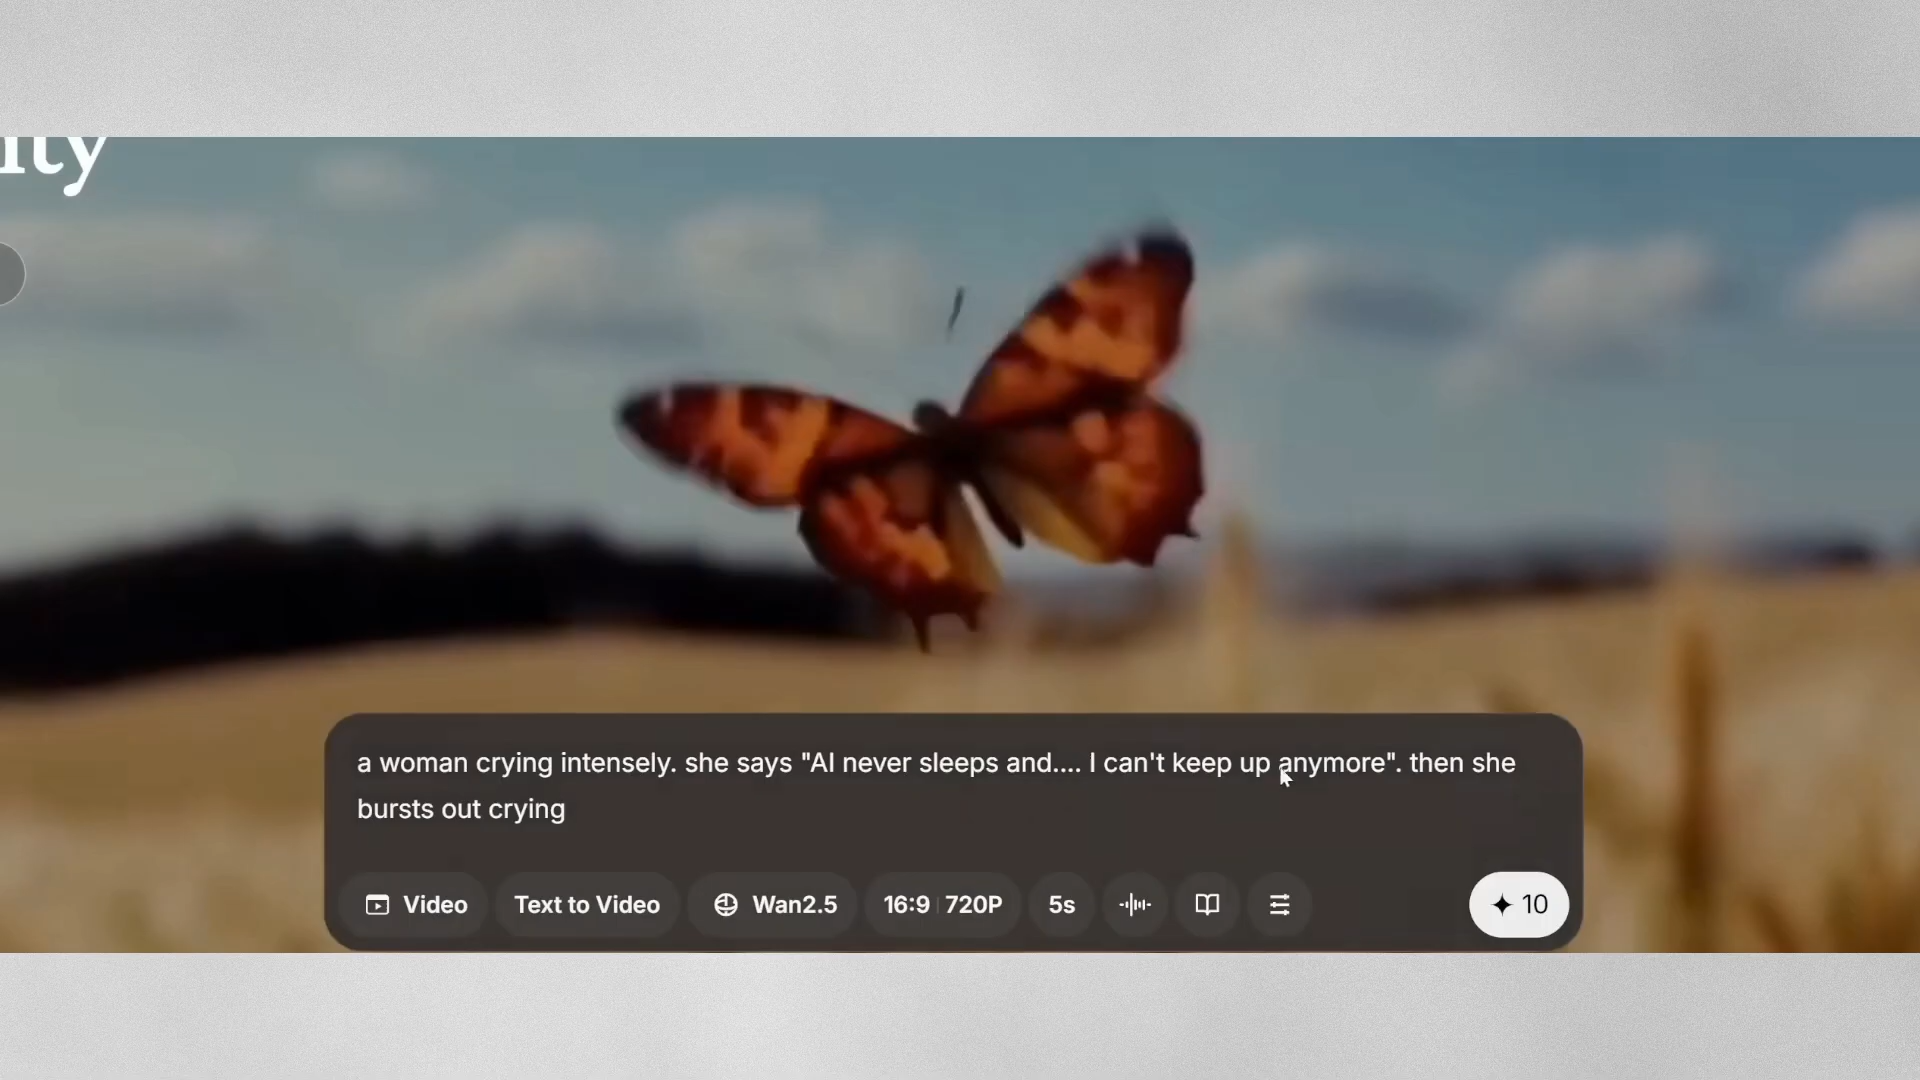 a woman crying intensely. she says "AI never sleeps and.... I can't keep up anymore". then she
bursts out crying
Video
Text to Video
Wan2.5
16:9 720P
5s
10